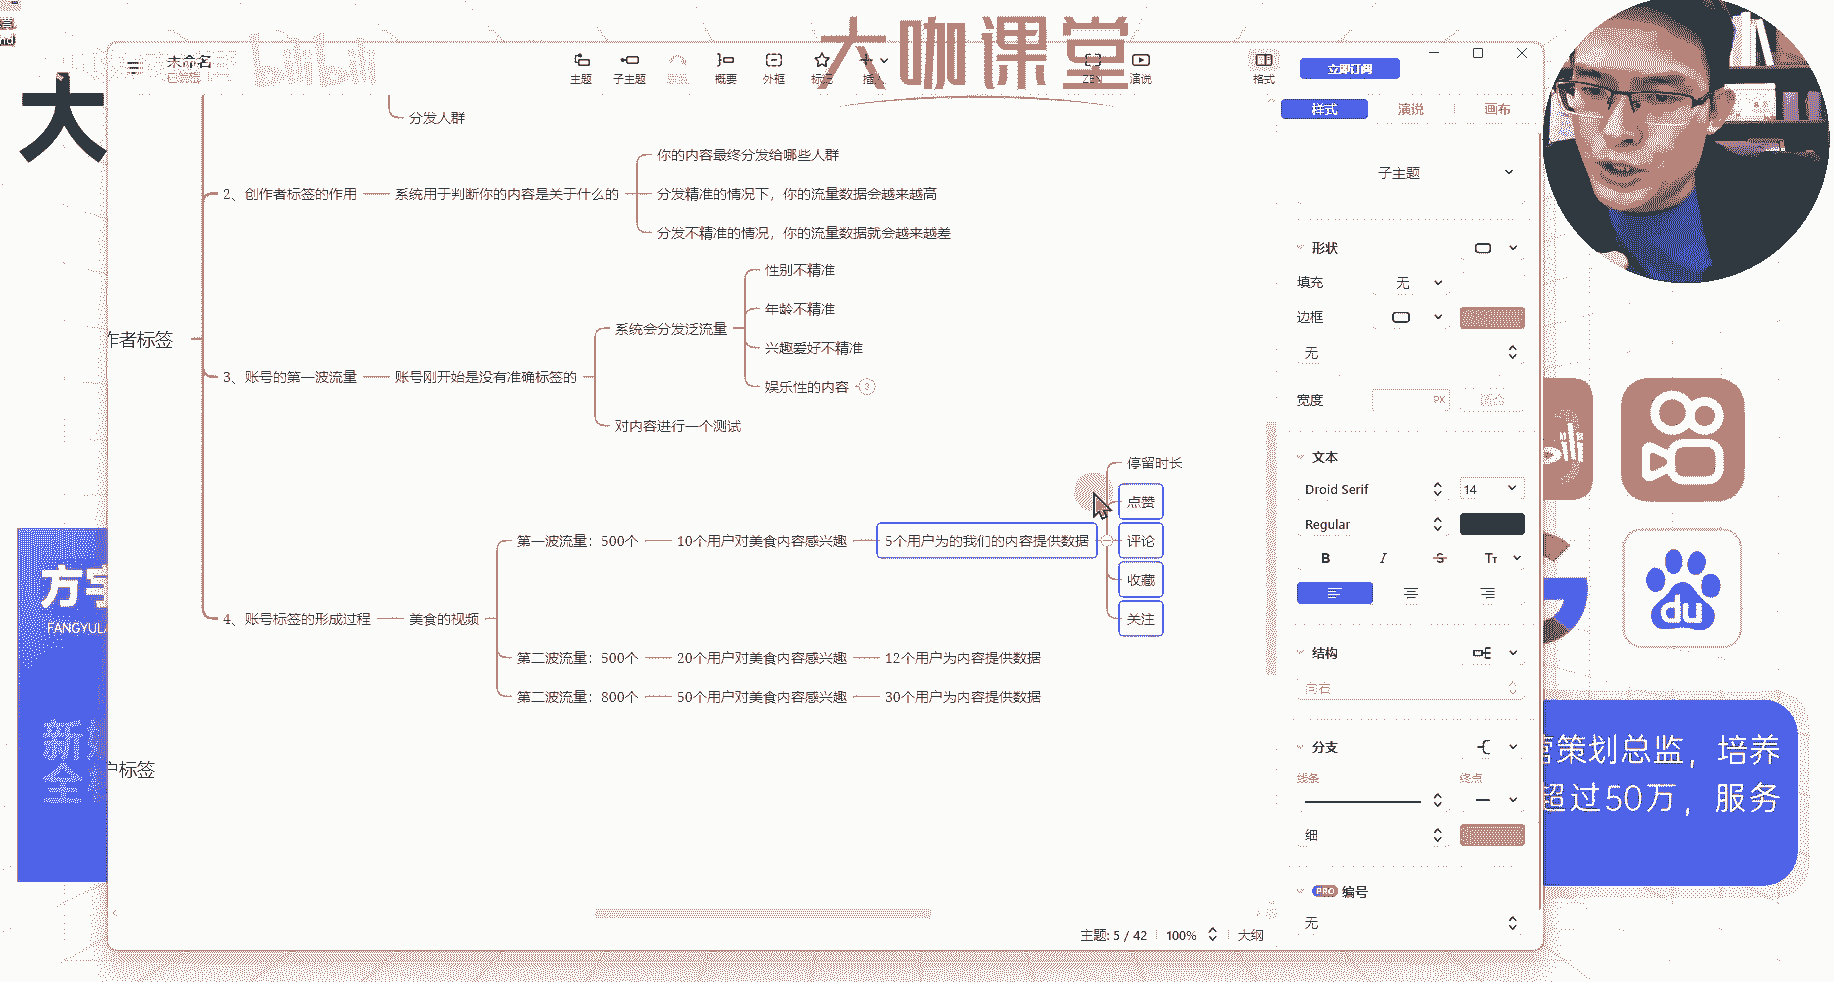 大咖课堂
bilibili
大
未命名
已编辑
主题
子主题
概要
外框
标记
插
ZEN
演说
格式
立即订阅
样式
演说
画布
分发人群
2、创作者标签的作用
系统用于判断你的内容是关于什么的
你的内容最终分发给哪些人群
分发精准的情况下，你的流量数据会越来越高
分发不精准的情况，你的流量数据就会越来越差
作者标签
3、账号的第一波流量
账号刚开始是没有准确标签的
系统会分发泛流量
性别不精准
年龄不精准
兴趣爱好不精准
娱乐性的内容
对内容进行一个测试
4、账号标签的形成过程
美食的视频
第一波流量：500个
10个用户对美食内容感兴趣
5个用户为的我们的内容提供数据
停留时长
点赞
评论
收藏
关注
第二波流量：500个
20个用户对美食内容感兴趣
12个用户为内容提供数据
第二波流量：800个
50个用户对美食内容感兴趣
30个用户为内容提供数据
户标签
子主题
形状
填充
无
边框
无
宽度
PX
文本
Droid Serif
14
Regular
B
I
S
Tт
结构
向右
分支
线条
终点
细
PRO
编号
无
主题: 5 / 42
100%
大纲
方宇
FANGYULA
新
全
du
营策划总监，培养
超过50万，服务